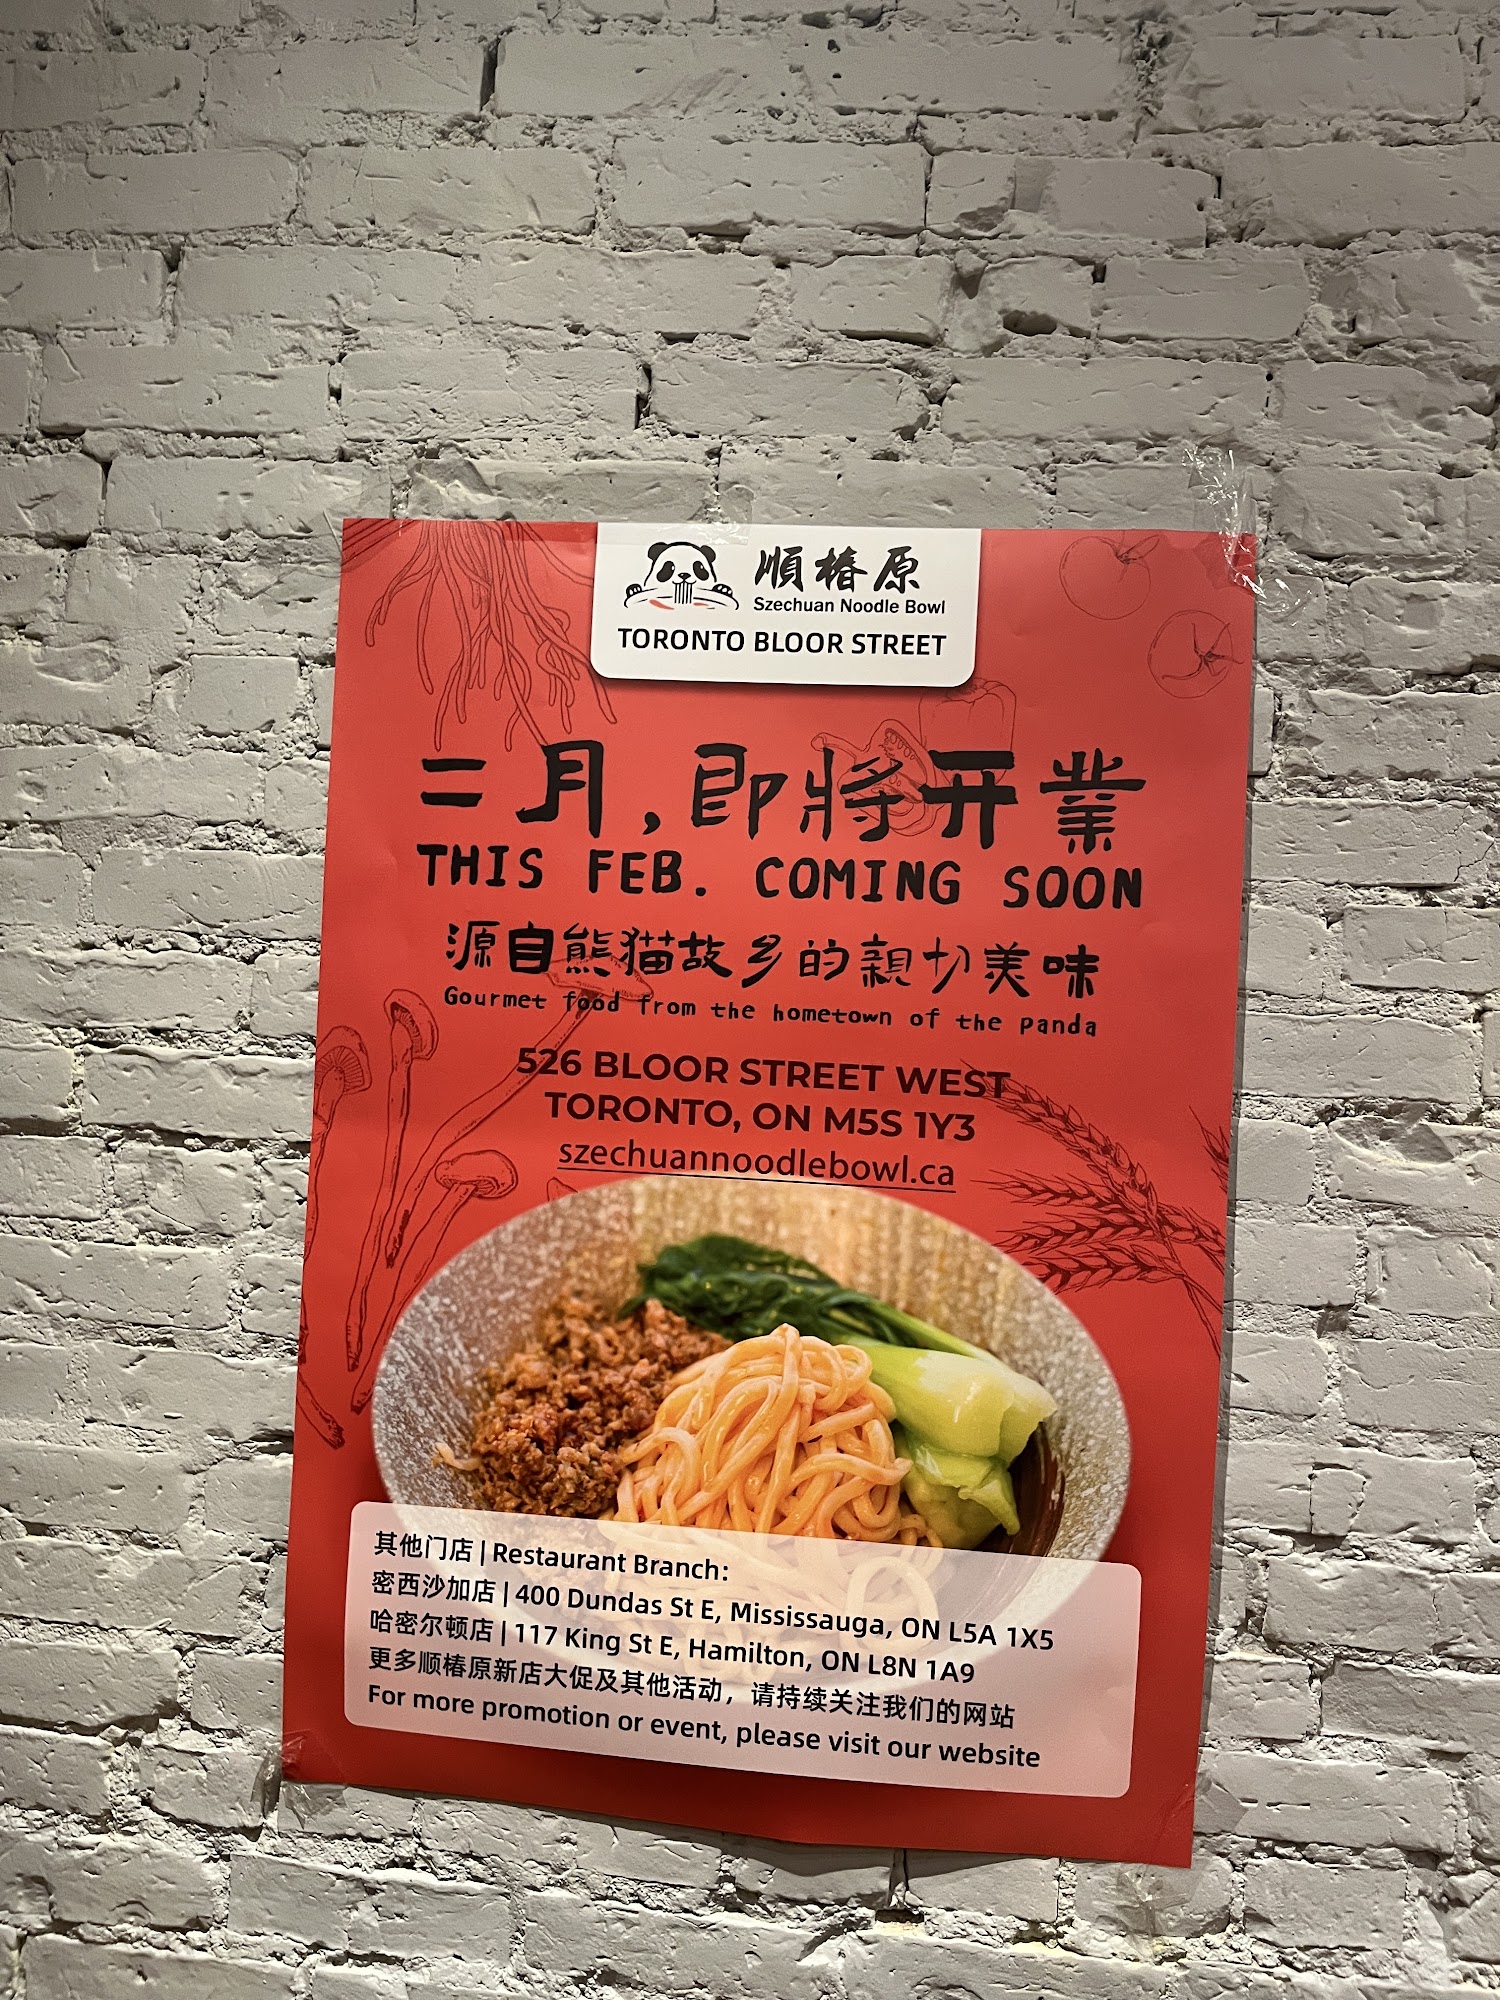 順椿原
Szechuan Noodle Bowl
TORONTO BLOOR STREET
二月,即將开業
THIS FEB. COMING SOON
源自熊猫故乡的親切美味
Gourmet food from the hometown of the Panda
526 BLOOR STREET WEST
TORONTO, ON M5S 1Y3
szechuannoodlebowl.ca
其他门店 | Restaurant Branch:
密西沙加店 | 400 Dundas St E, Mississauga, ON L5A 1X5
哈密尔顿店 | 117 King St E, Hamilton, ON L8N 1A9
更多顺椿原新店大促及其他活动，请持续关注我们的网站
For more promotion or event, please visit our website